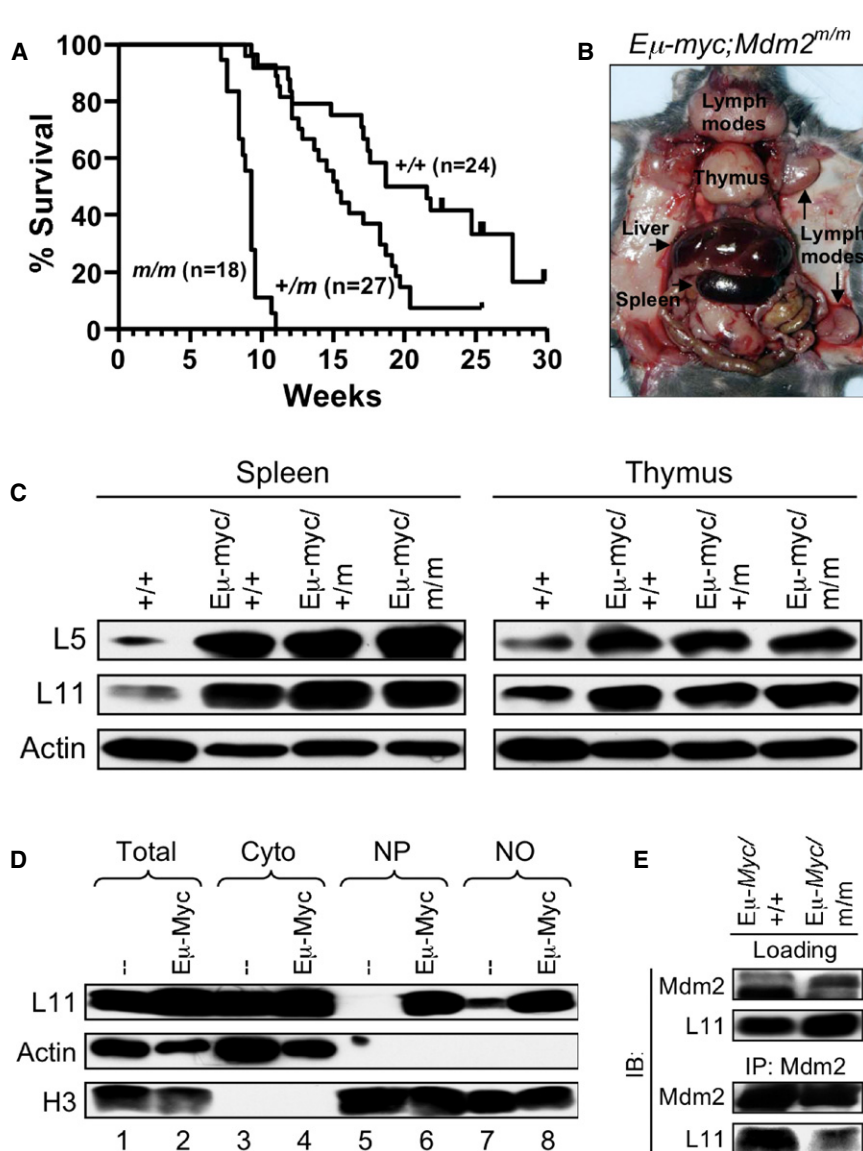 A
100
80
60
40
20
0
% Survival
0 5 10 15 20 25 30
Weeks
+/+ (n=24)
m/m (n=18)
+/m (n=27)
B
Eμ-myc;Mdm2m/m
Lymph
modes
Thymus
Liver
Lymph
modes
Spleen
C
Spleen
Thymus
+/+
Eμ-myc/
+/+
Eμ-myc/
+/m
Eμ-myc/
m/m
+/+
Eμ-myc/
+/+
Eμ-myc/
+/m
Eμ-myc/
m/m
L5
L11
Actin
D
Total Cyto NP NO
-- Eμ-Myc -- Eμ-Myc -- Eμ-Myc -- Eμ-Myc
L11
Actin
H3
1 2 3 4 5 6 7 8
E
Eμ-Myc/
+/+
Eμ-Myc/
m/m
Loading
IB:
Mdm2
L11
IP: Mdm2
Mdm2
L11